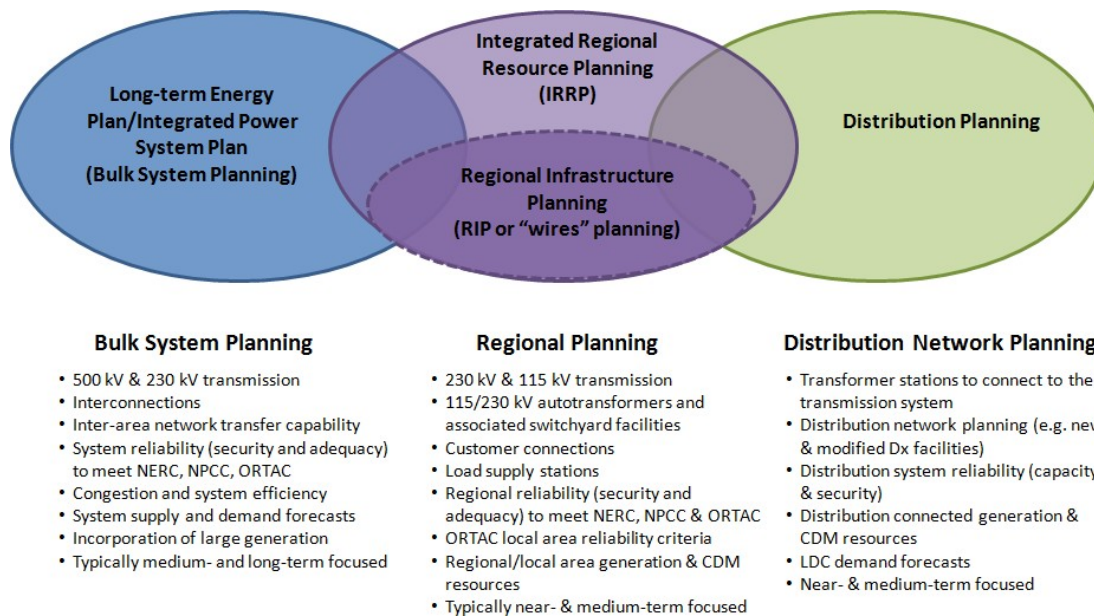 Long-term Energy
Plan/Integrated Power
System Plan
(Bulk System Planning)
Integrated Regional
Resource Planning
(IRRP)
Regional Infrastructure
Planning
(RIP or “wires” planning)
Distribution Planning
Bulk System Planning
• 500 kV & 230 kV transmission
• Interconnections
• Inter-area network transfer capability
• System reliability (security and adequacy)
to meet NERC, NPCC, ORTAC
• Congestion and system efficiency
• System supply and demand forecasts
• Incorporation of large generation
• Typically medium- and long-term focused
Regional Planning
• 230 kV & 115 kV transmission
• 115/230 kV autotransformers and
associated switchyard facilities
• Customer connections
• Load supply stations
• Regional reliability (security and
adequacy) to meet NERC, NPCC & ORTAC
• ORTAC local area reliability criteria
• Regional/local area generation & CDM
resources
• Typically near- & medium-term focused
Distribution Network Planning
• Transformer stations to connect to the
transmission system
• Distribution network planning (e.g. new
& modified Dx facilities)
• Distribution system reliability (capacity
& security)
• Distribution connected generation &
CDM resources
• LDC demand forecasts
• Near- & medium-term focused